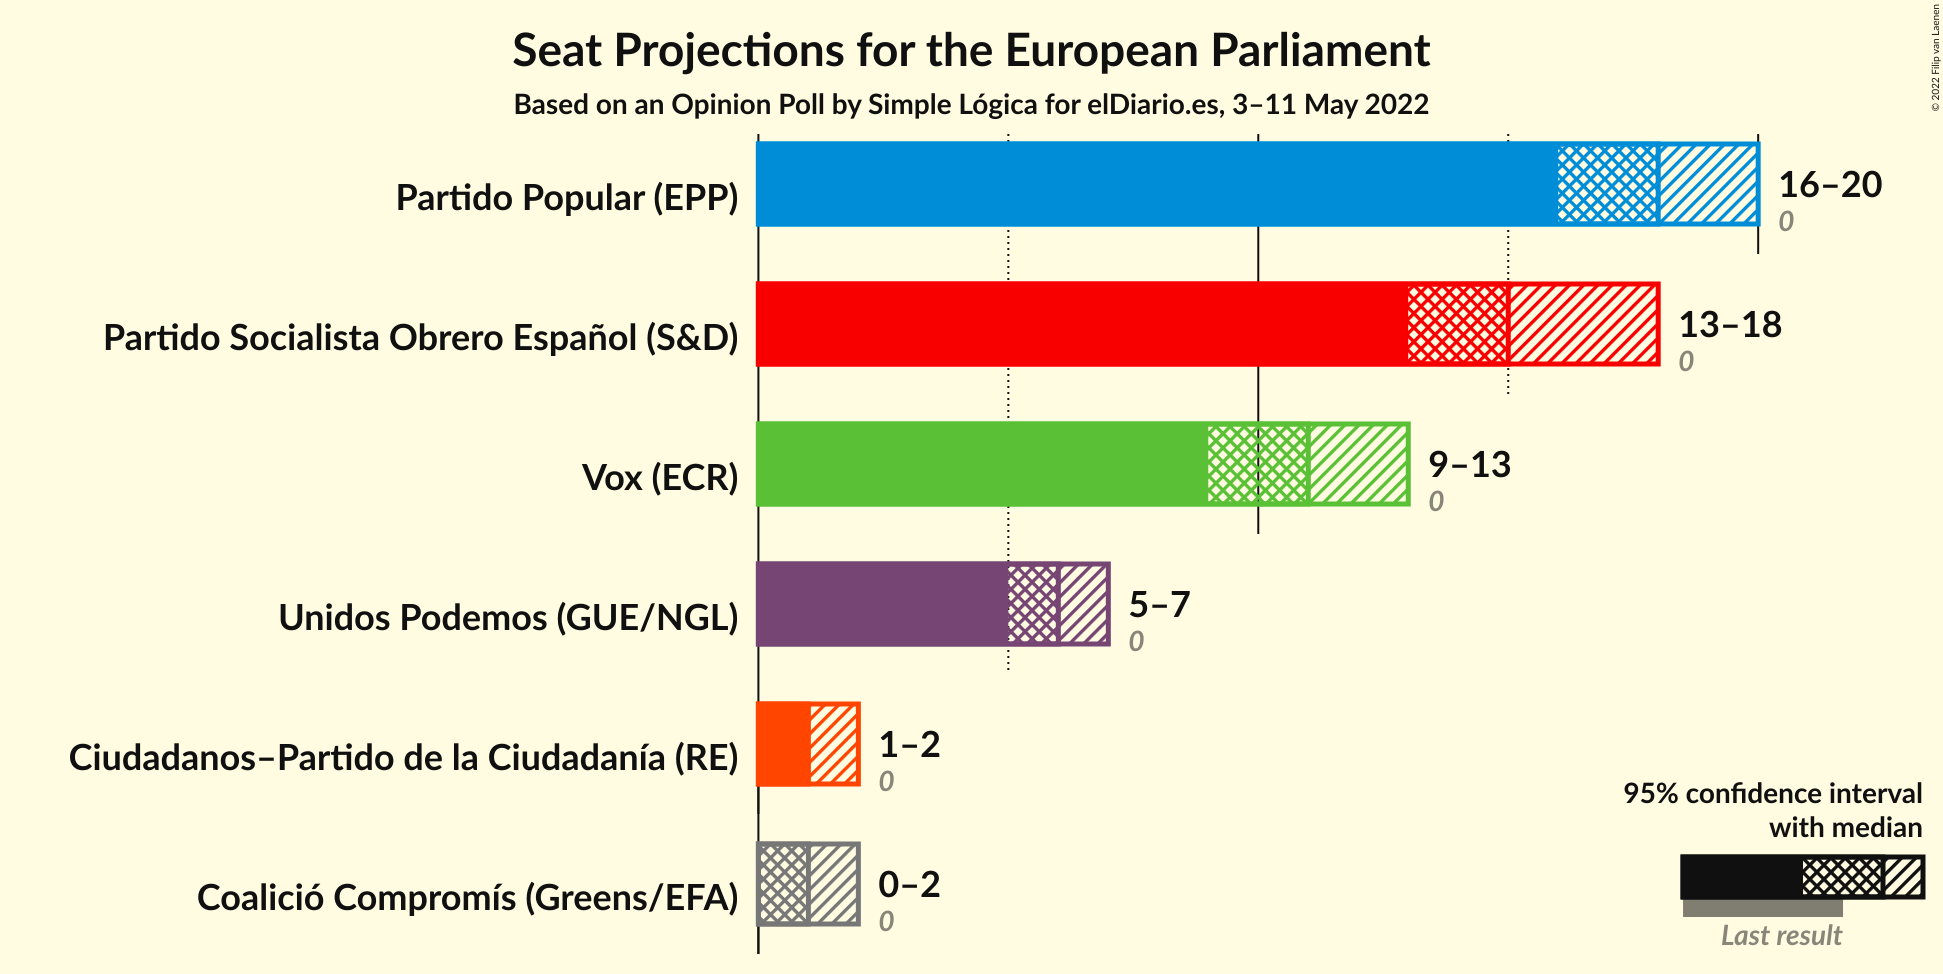 Seat Projections for the European Parliament
Based on an Opinion Poll by Simple Lógica for elDiario.es, 3–11 May 2022
© 2022 Filip van Laenen
Partido Popular (EPP)
16–20
0
Partido Socialista Obrero Español (S&D)
13–18
0
Vox (ECR)
9–13
0
Unidos Podemos (GUE/NGL)
5–7
0
Ciudadanos–Partido de la Ciudadanía (RE)
1–2
0
Coalició Compromís (Greens/EFA)
0–2
0
95% confidence interval
with median
Last result